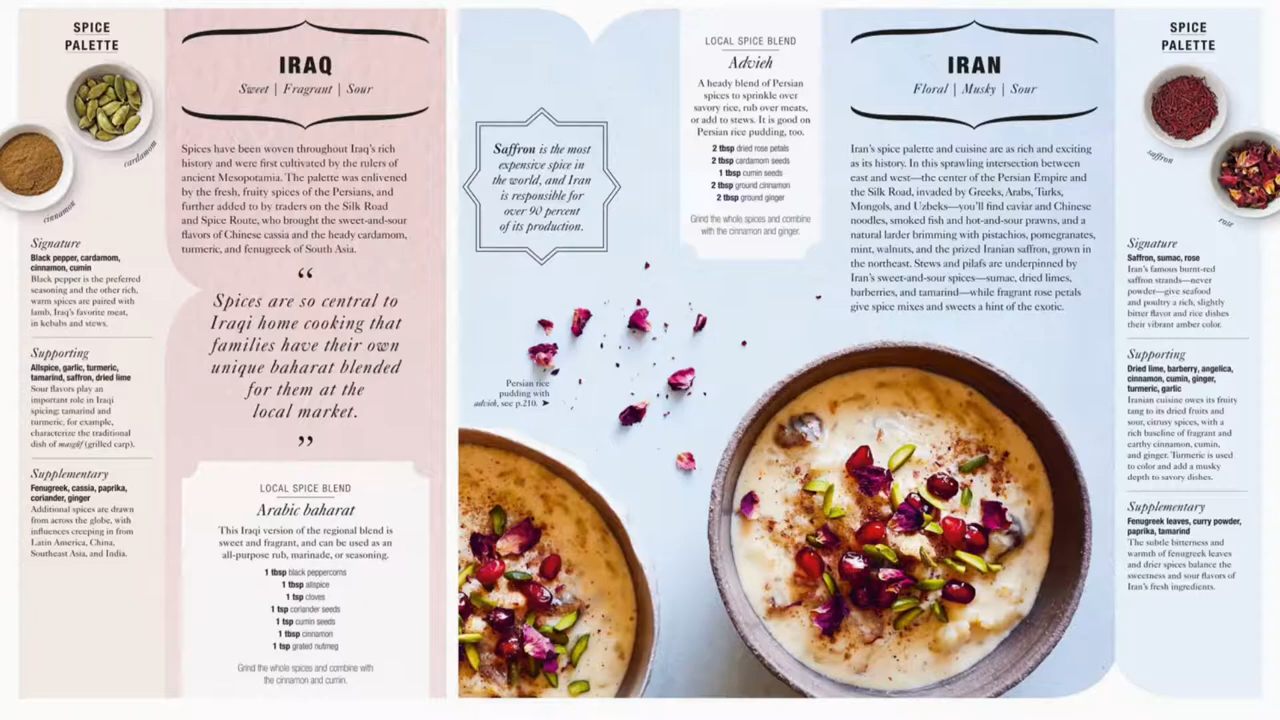 SPICE
PALETTE
cardamom
cinnamon
Signature
Black pepper, cardamom,
cinnamon, cumin
Black pepper is the preferred
seasoning and the other rich,
warm spices are paired with
lamb, Iraq's favorite meat,
in kebabs and stews.
Supporting
Allspice, garlic, turmeric,
tamarind, saffron, dried lime
Sour flavors play an
important role in Iraqi
spicing; tamarind and
turmeric, for example,
characterize the traditional
dish of masgûf (grilled carp).
Supplementary
Fenugreek, cassia, paprika,
coriander, ginger
Additional spices are drawn
from across the globe, with
influences creeping in from
Latin America, China,
Southeast Asia, and India.
IRAQ
Sweet | Fragrant | Sour
Spices have been woven throughout Iraq's rich
history and were first cultivated by the rulers of
ancient Mesopotamia. The palette was enlivened
by the fresh, fruity spices of the Persians, and
further added to by traders on the Silk Road
and Spice Route, who brought the sweet-and-sour
flavors of Chinese cassia and the heady cardamom,
turmeric, and fenugreek of South Asia.
“
Spices are so central to
Iraqi home cooking that
families have their own
unique baharat blended
for them at the
local market.
”
LOCAL SPICE BLEND
Arabic baharat
This Iraqi version of the regional blend is
sweet and fragrant, and can be used as an
all-purpose rub, marinade, or seasoning.
1 tbsp black peppercorns
1 tbsp allspice
1 tsp cloves
1 tsp coriander seeds
1 tsp cumin seeds
1 tbsp cinnamon
1 tsp grated nutmeg
Grind the whole spices and combine with
the cinnamon and cumin.
Saffron is the most
expensive spice in
the world, and Iran
is responsible for
over 90 percent
of its production.
Persian rice
pudding with
advieh, see p.210. ➤
LOCAL SPICE BLEND
Advieh
A heady blend of Persian
spices to sprinkle over
savory rice, rub over meats,
or add to stews. It is good on
Persian rice pudding, too.
2 tbsp dried rose petals
2 tbsp cardamom seeds
1 tbsp cumin seeds
2 tbsp ground cinnamon
2 tbsp ground ginger
Grind the whole spices and combine
with the cinnamon and ginger.
IRAN
Floral | Musky | Sour
Iran's spice palette and cuisine are as rich and exciting
as its history. In this sprawling intersection between
east and west—the center of the Persian Empire and
the Silk Road, invaded by Greeks, Arabs, Turks,
Mongols, and Uzbeks—you'll find caviar and Chinese
noodles, smoked fish and hot-and-sour prawns, and a
natural larder brimming with pistachios, pomegranates,
mint, walnuts, and the prized Iranian saffron, grown in
the northeast. Stews and pilafs are underpinned by
Iran's sweet-and-sour spices—sumac, dried limes,
barberries, and tamarind—while fragrant rose petals
give spice mixes and sweets a hint of the exotic.
SPICE
PALETTE
saffron
rose
Signature
Saffron, sumac, rose
Iran's famous burnt-red
saffron strands—never
powder—give seafood
and poultry a rich, slightly
bitter flavor and rice dishes
their vibrant amber color.
Supporting
Dried lime, barberry, angelica,
cinnamon, cumin, ginger,
turmeric, garlic
Iranian cuisine owes its fruity
tang to its dried fruits and
sour, citrusy spices, with a
rich baseline of fragrant and
earthy cinnamon, cumin,
and ginger. Turmeric is used
to color and add a musky
depth to savory dishes.
Supplementary
Fenugreek leaves, curry powder,
paprika, tamarind
The subtle bitterness and
warmth of fenugreek leaves
and drier spices balance the
sweetness and sour flavors of
Iran's fresh ingredients.